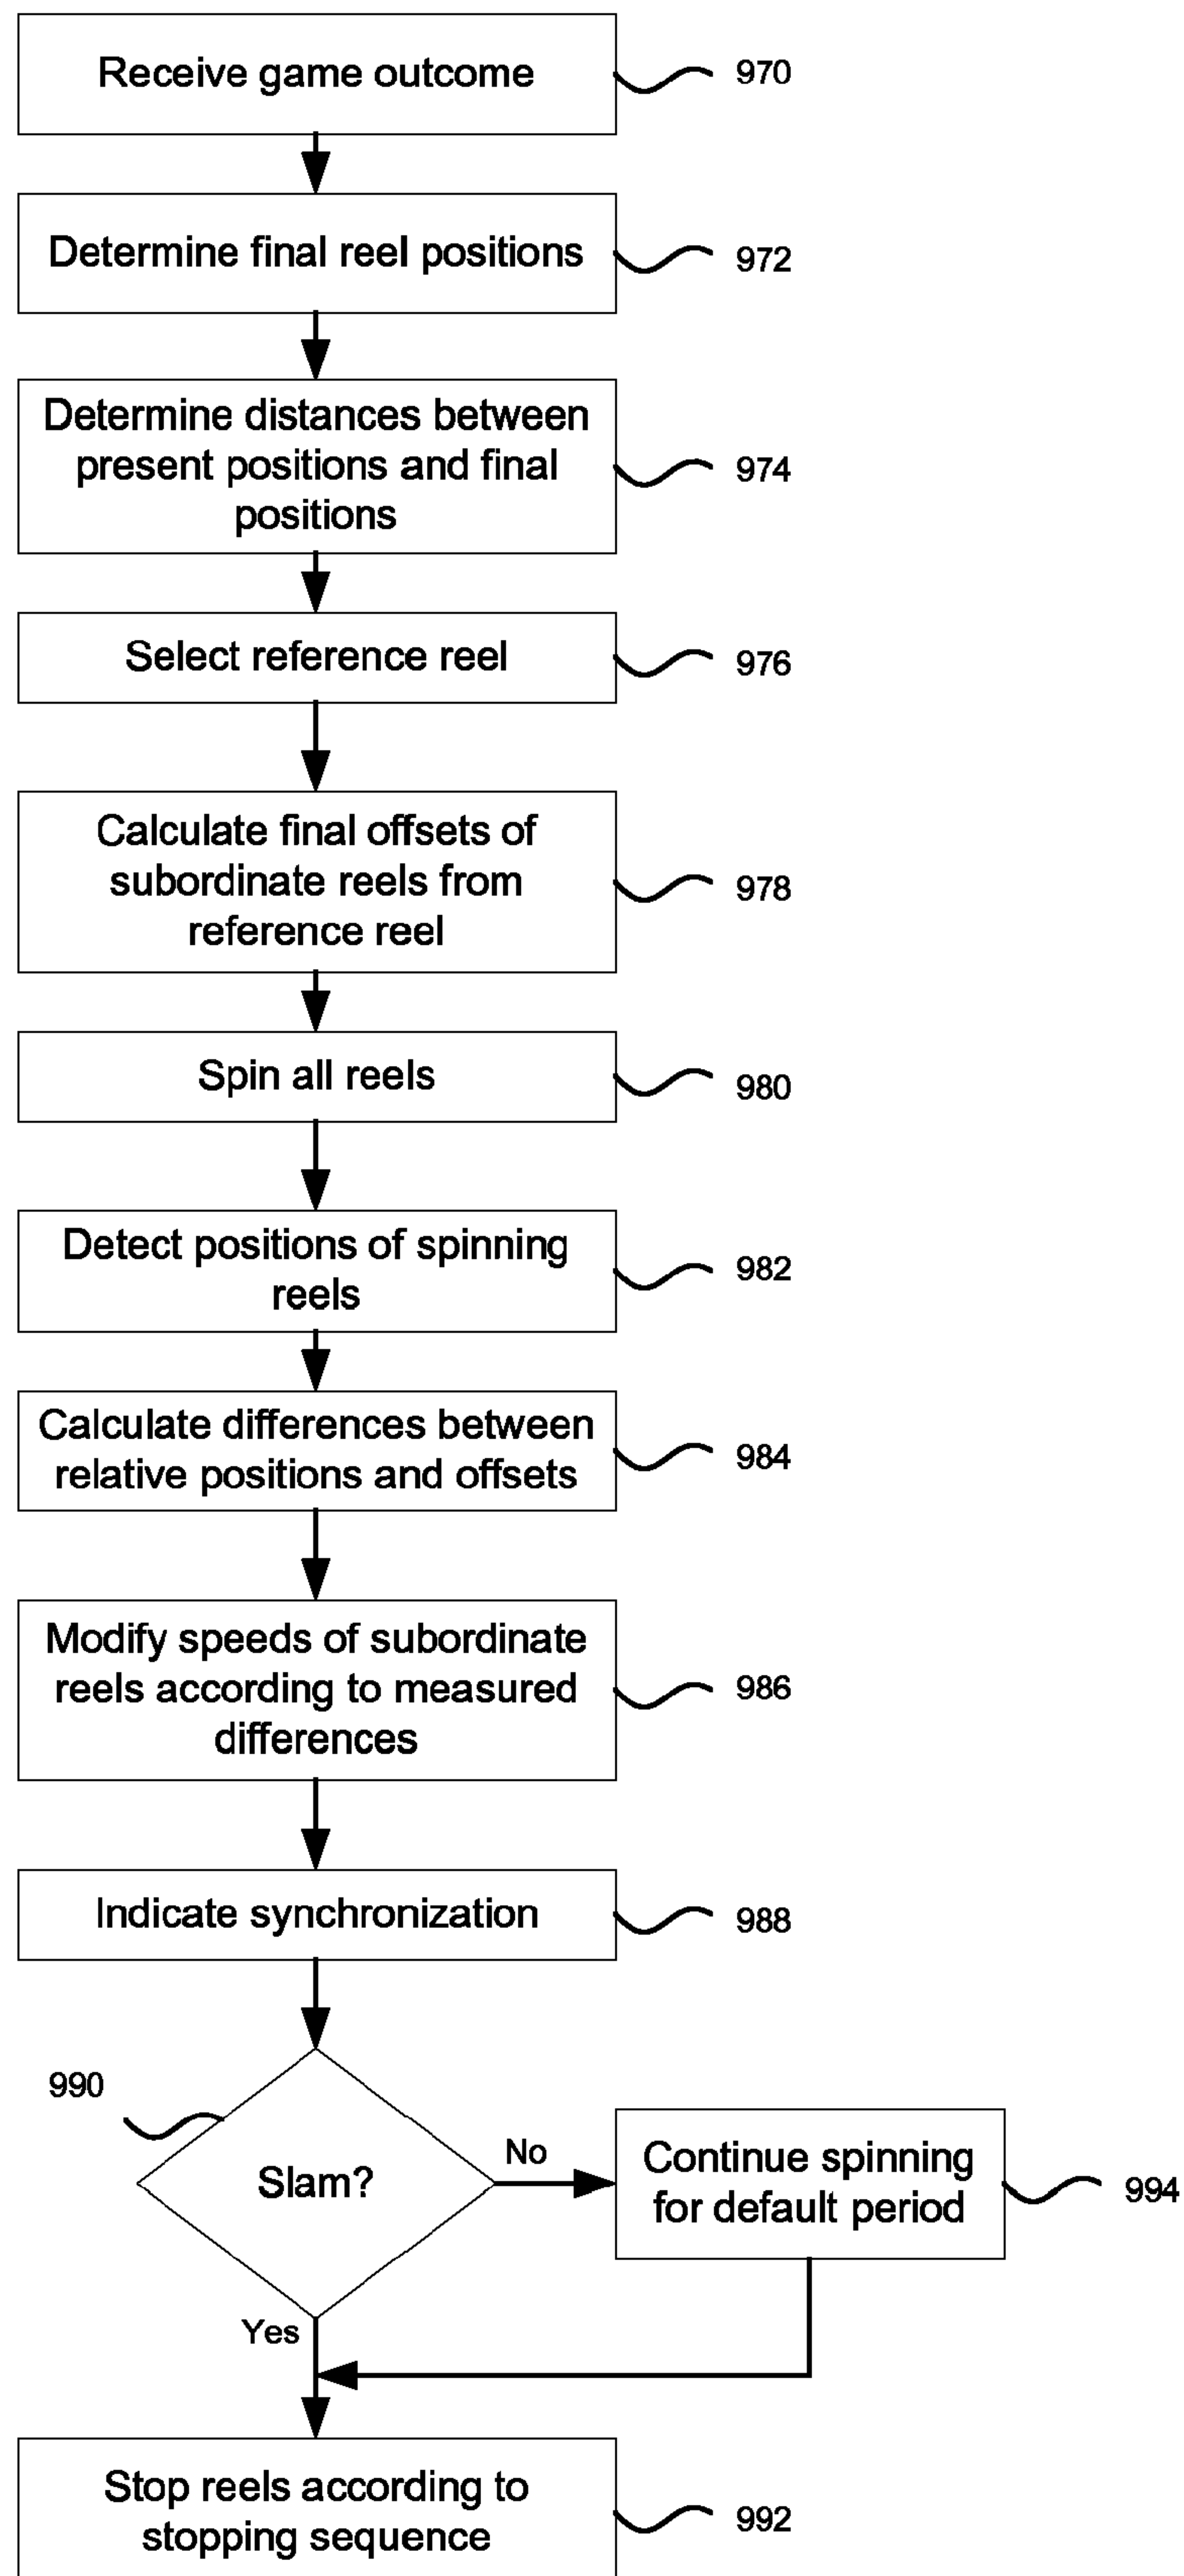 Receive game outcome
970
Determine final reel positions
972
Determine distances between
present positions and final
positions
974
Select reference reel
976
Calculate final offsets of
subordinate reels from
reference reel
978
Spin all reels
980
Detect positions of spinning
reels
982
Calculate differences between
relative positions and offsets
984
Modify speeds of subordinate
reels according to measured
differences
986
Indicate synchronization
988
990
Slam?
No
Continue spinning
for default period
994
Yes
Stop reels according to
stopping sequence
992